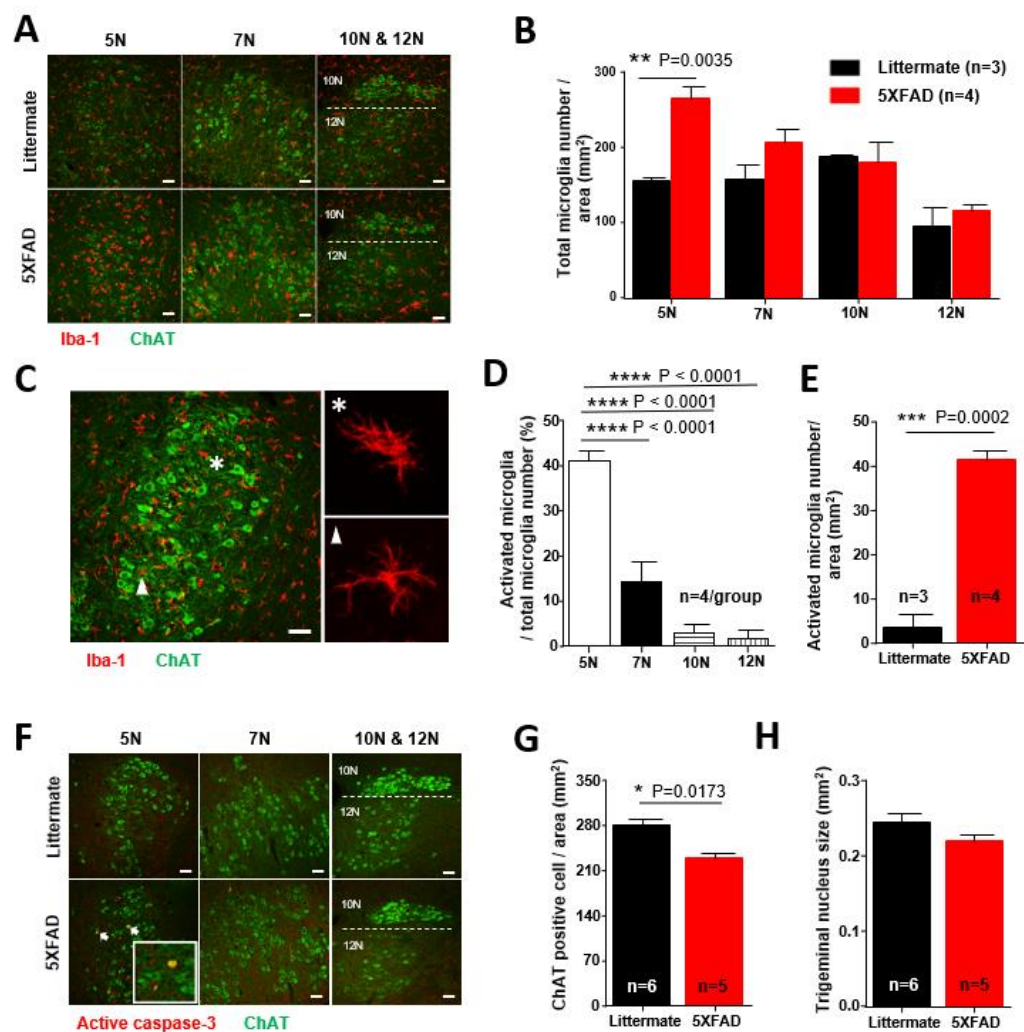 A
5N 7N 10N & 12N
Littermate
10N
12N
5XFAD
10N
12N
Iba-1 ChAT
B
** P=0.0035
Littermate (n=3)
5XFAD (n=4)
Total microglia number /
area (mm²)
300
200
100
0
5N 7N 10N 12N
C
*
*
Iba-1 ChAT
D
**** P < 0.0001
**** P < 0.0001
**** P < 0.0001
Activated microglia
/ total microglia number (%)
50
40
30
20
10
0
n=4/group
5N 7N 10N 12N
E
*** P=0.0002
Activated microglia number/
area (mm²)
50
40
30
20
10
0
n=3 n=4
Littermate 5XFAD
F
5N 7N 10N & 12N
Littermate
10N
12N
5XFAD
10N
12N
Active caspase-3 ChAT
G
* P=0.0173
ChAT positive cell / area (mm²)
350
280
210
140
70
0
n=6 n=5
Littermate 5XFAD
H
Trigeminal nucleus size (mm²)
0.3
0.2
0.1
0.0
n=6 n=5
Littermate 5XFAD